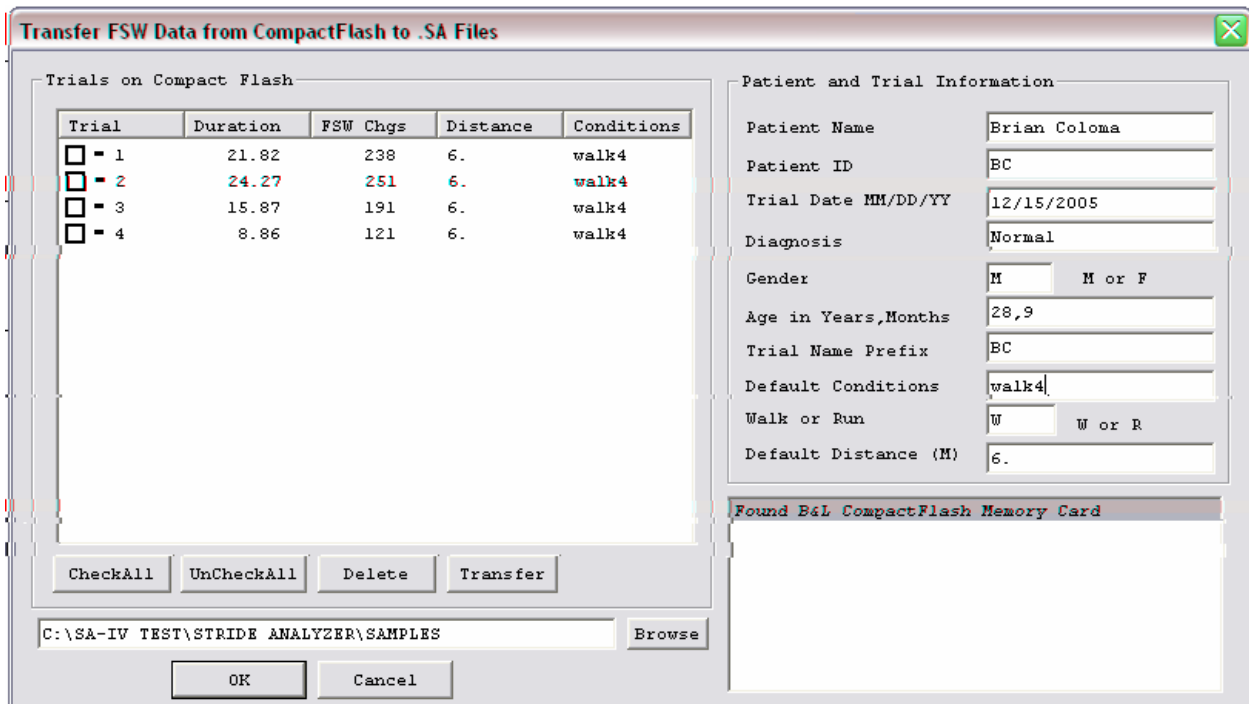 Transfer FSW Data from CompactFlash to .SA Files
Trials on Compact Flash
Trial Duration FSW Chgs Distance Conditions
- 1 21.82 238 6. walk4
- 2 24.27 251 6. walk4
- 3 15.87 191 6. walk4
- 4 8.86 121 6. walk4
CheckAll UnCheckAll Delete Transfer
C:\SA-IV TEST\STRIDE ANALYZER\SAMPLES Browse
OK Cancel
Patient and Trial Information
Patient Name Brian Coloma
Patient ID BC
Trial Date MM/DD/YY 12/15/2005
Diagnosis Normal
Gender M M or F
Age in Years,Months 28,9
Trial Name Prefix BC
Default Conditions walk4
Walk or Run W W or R
Default Distance (M) 6.
Found B&L CompactFlash Memory Card